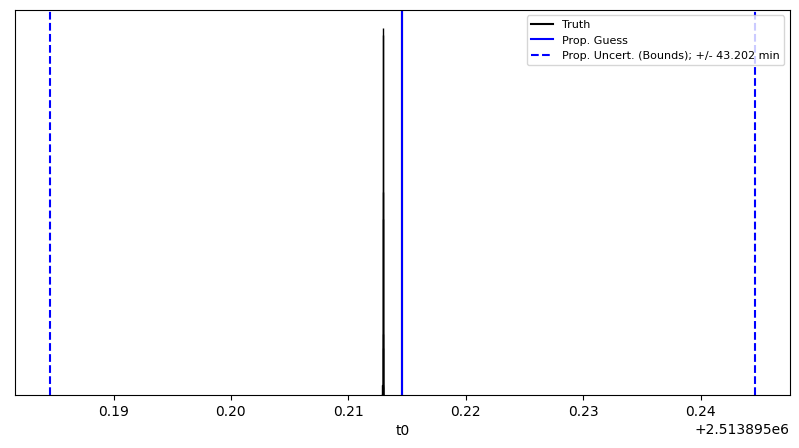 Truth
Prop. Guess
Prop. Uncert. (Bounds); +/- 43.202 min
0.19 0.20 0.21 0.22 0.23 0.24
t0
+2.513895e6